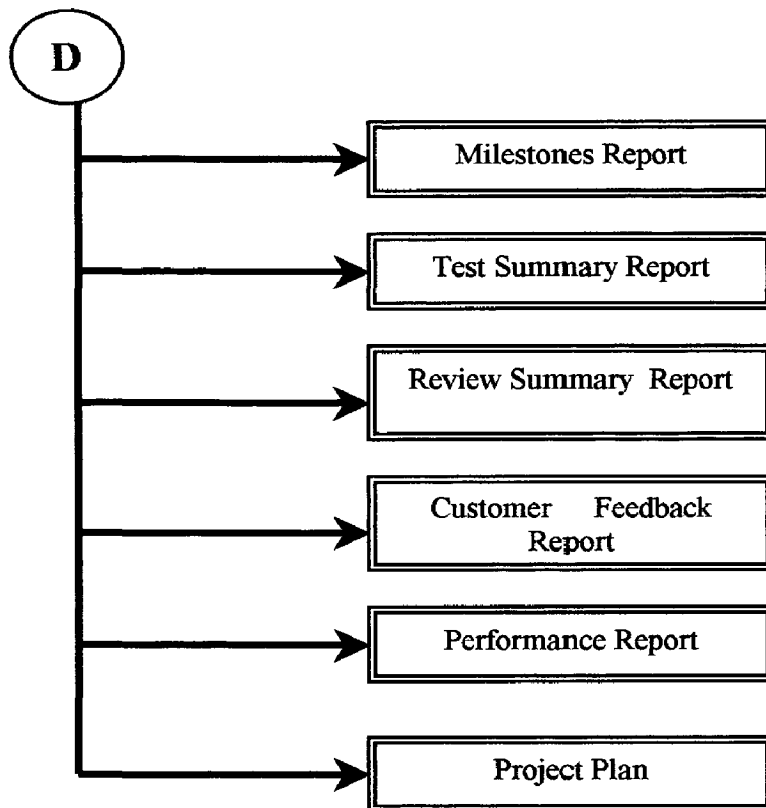 D
Milestones Report
Test Summary Report
Review Summary Report
Customer Feedback
Report
Performance Report
Project Plan